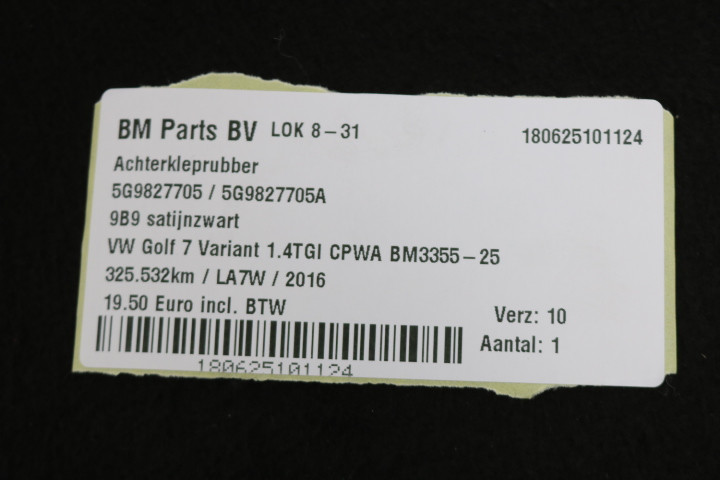 BM Parts BV LOK 8-31 180625101124
Achterkleprubber
5G9827705 / 5G9827705A
9B9 satijnzwart
VW Golf 7 Variant 1.4TGI CPWA BM3355-25
325.532km / LA7W / 2016
19.50 Euro incl. BTW
Verz: 10
Aantal: 1
180625101124